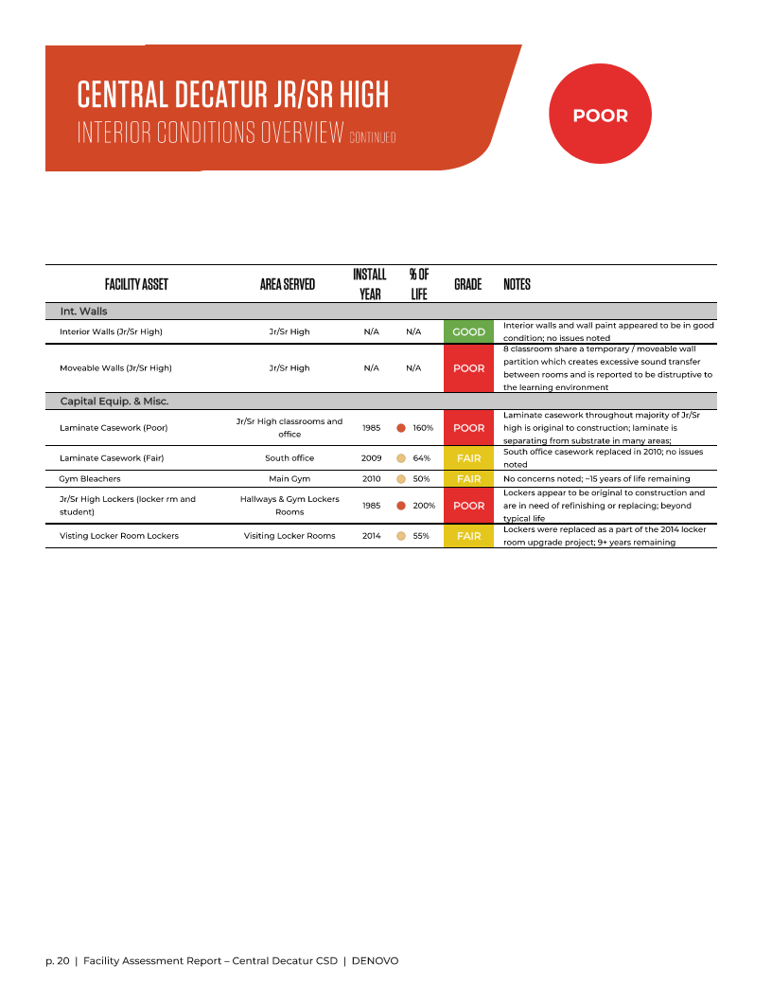 CENTRAL DECATUR JR/SR HIGH
INTERIOR CONDITIONS OVERVIEW CONTINUED
POOR
FACILITY ASSET AREA SERVED INSTALL YEAR % OF LIFE GRADE NOTES
Int. Walls
Interior Walls (Jr/Sr High) Jr/Sr High N/A N/A GOOD Interior walls and wall paint appeared to be in good
condition; no issues noted
Moveable Walls (Jr/Sr High) Jr/Sr High N/A N/A POOR 8 classroom share a temporary / moveable wall
partition which creates excessive sound transfer
between rooms and is reported to be distruptive to
the learning environment
Capital Equip. & Misc.
Laminate Casework (Poor) Jr/Sr High classrooms and office 1985 160% POOR Laminate casework throughout majority of Jr/Sr
high is original to construction; laminate is
separating from substrate in many areas;
Laminate Casework (Fair) South office 2009 64% FAIR South office casework replaced in 2010; no issues
noted
Gym Bleachers Main Gym 2010 50% FAIR No concerns noted; ~15 years of life remaining
Jr/Sr High Lockers (locker rm and student) Hallways & Gym Lockers Rooms 1985 200% POOR Lockers appear to be original to construction and
are in need of refinishing or replacing; beyond
typical life
Visting Locker Room Lockers Visiting Locker Rooms 2014 55% FAIR Lockers were replaced as a part of the 2014 locker
room upgrade project; 9+ years remaining
p. 20 | Facility Assessment Report – Central Decatur CSD | DENOVO